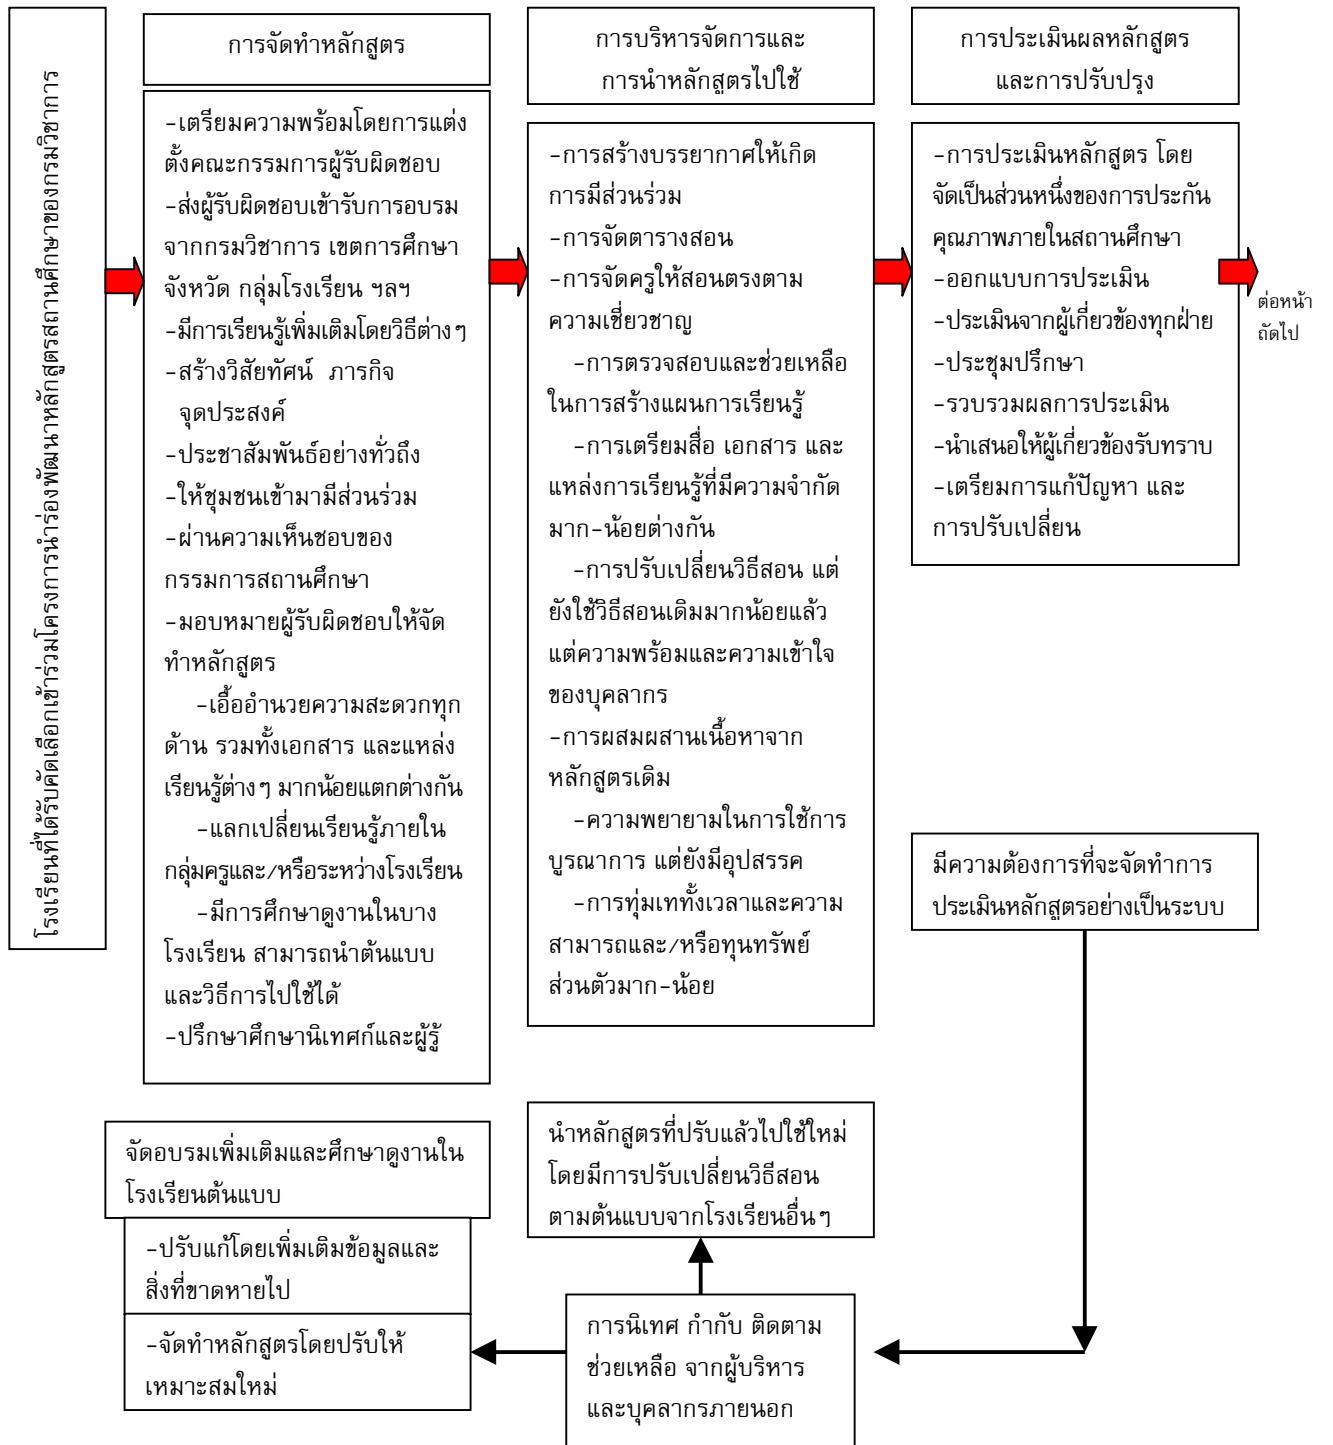 โรงเรียนที่ได้รับคัดเลือกเข้าร่วมโครงการนำร่องพัฒนาหลักสูตรสถานศึกษาของกรมวิชาการ
การจัดทำหลักสูตร
-เตรียมความพร้อมโดยการแต่ง
ตั้งคณะกรรมการผู้รับผิดชอบ
-ส่งผู้รับผิดชอบเข้ารับการอบรม
จากกรมวิชาการ เขตการศึกษา
จังหวัด กลุ่มโรงเรียน ฯลฯ
-มีการเรียนรู้เพิ่มเติมโดยวิธีต่างๆ
-สร้างวิสัยทัศน์ ภารกิจ
จุดประสงค์
-ประชาสัมพันธ์อย่างทั่วถึง
-ให้ชุมชนเข้ามามีส่วนร่วม
-ผ่านความเห็นชอบของ
กรรมการสถานศึกษา
-มอบหมายผู้รับผิดชอบให้จัด
ทำหลักสูตร
-เอื้ออำนวยความสะดวกทุก
ด้าน รวมทั้งเอกสาร และแหล่ง
เรียนรู้ต่างๆ มากน้อยแตกต่างกัน
-แลกเปลี่ยนเรียนรู้ภายใน
กลุ่มครูและ/หรือระหว่างโรงเรียน
-มีการศึกษาดูงานในบาง
โรงเรียน สามารถนำต้นแบบ
และวิธีการไปใช้ได้
-ปรึกษาศึกษานิเทศก์และผู้รู้
การบริหารจัดการและ
การนำหลักสูตรไปใช้
-การสร้างบรรยากาศให้เกิด
การมีส่วนร่วม
-การจัดตารางสอน
-การจัดครูให้สอนตรงตาม
ความเชี่ยวชาญ
-การตรวจสอบและช่วยเหลือ
ในการสร้างแผนการเรียนรู้
-การเตรียมสื่อ เอกสาร และ
แหล่งการเรียนรู้ที่มีความจำกัด
มาก-น้อยต่างกัน
-การปรับเปลี่ยนวิธีสอน แต่
ยังใช้วิธีสอนเดิมมากน้อยแล้ว
แต่ความพร้อมและความเข้าใจ
ของบุคลากร
-การผสมผสานเนื้อหาจาก
หลักสูตรเดิม
-ความพยายามในการใช้การ
บูรณาการ แต่ยังมีอุปสรรค
-การทุ่มเททั้งเวลาและความ
สามารถและ/หรือทุนทรัพย์
ส่วนตัวมาก-น้อย
การประเมินผลหลักสูตร
และการปรับปรุง
-การประเมินหลักสูตร โดย
จัดเป็นส่วนหนึ่งของการประกัน
คุณภาพภายในสถานศึกษา
-ออกแบบการประเมิน
-ประเมินจากผู้เกี่ยวข้องทุกฝ่าย
-ประชุมปรึกษา
-รวบรวมผลการประเมิน
-นำเสนอให้ผู้เกี่ยวข้องรับทราบ
-เตรียมการแก้ปัญหา และ
การปรับเปลี่ยน
ต่อหน้า
ถัดไป
มีความต้องการที่จะจัดทำการ
ประเมินหลักสูตรอย่างเป็นระบบ
จัดอบรมเพิ่มเติมและศึกษาดูงานใน
โรงเรียนต้นแบบ
-ปรับแก้โดยเพิ่มเติมข้อมูลและ
สิ่งที่ขาดหายไป
-จัดทำหลักสูตรโดยปรับให้
เหมาะสมใหม่
นำหลักสูตรที่ปรับแล้วไปใช้ใหม่
โดยมีการปรับเปลี่ยนวิธีสอน
ตามต้นแบบจากโรงเรียนอื่นๆ
การนิเทศ กำกับ ติดตาม
ช่วยเหลือ จากผู้บริหาร
และบุคลากรภายนอก